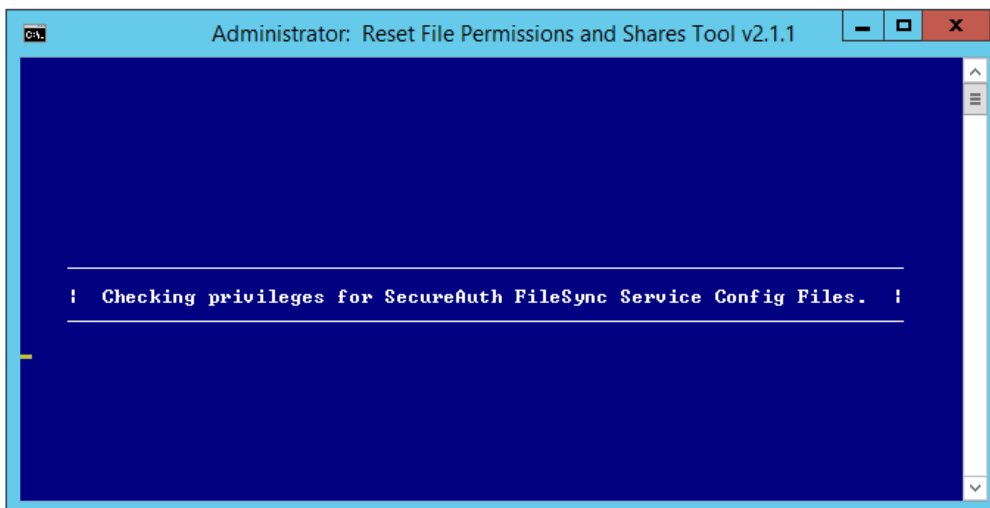 Administrator: Reset File Permissions and Shares Tool v2.1.1
Checking privileges for SecureAuth FileSync Service Config Files.